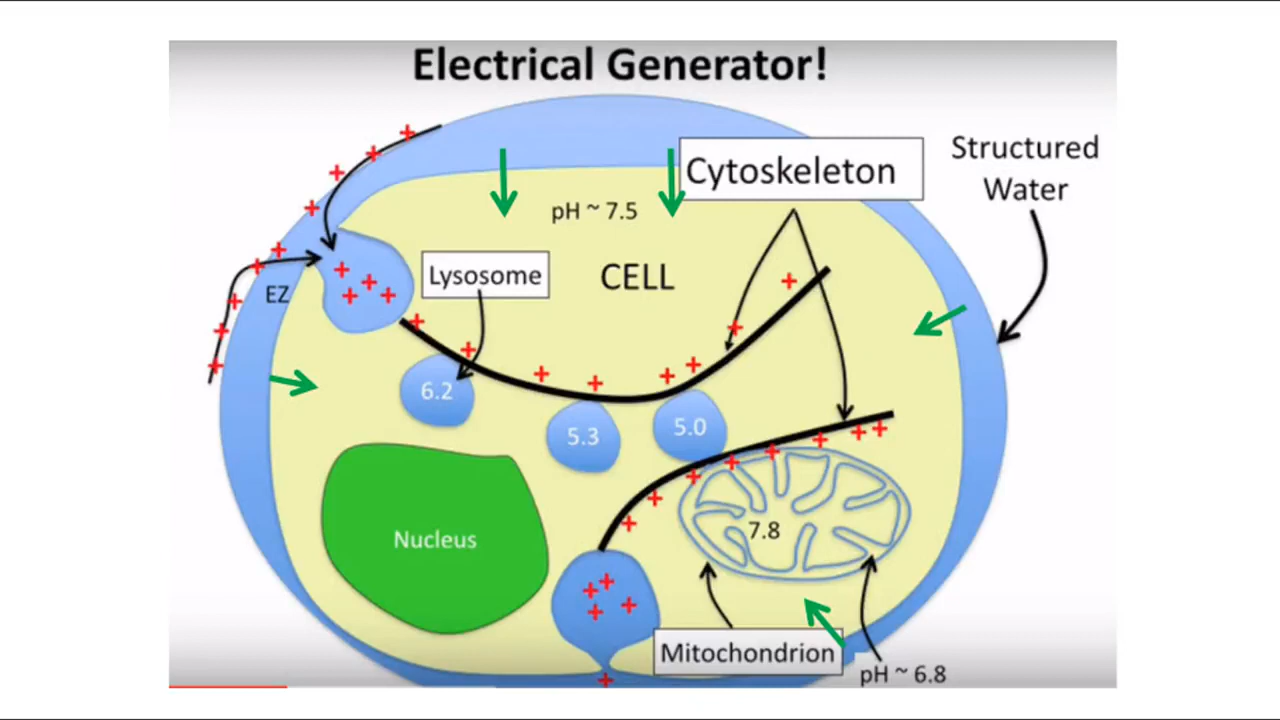 Electrical Generator!
Cytoskeleton
Structured
Water
pH ~ 7.5
Lysosome
CELL
EZ
6.2
5.3
5.0
Nucleus
7.8
Mitochondrion
pH ~ 6.8